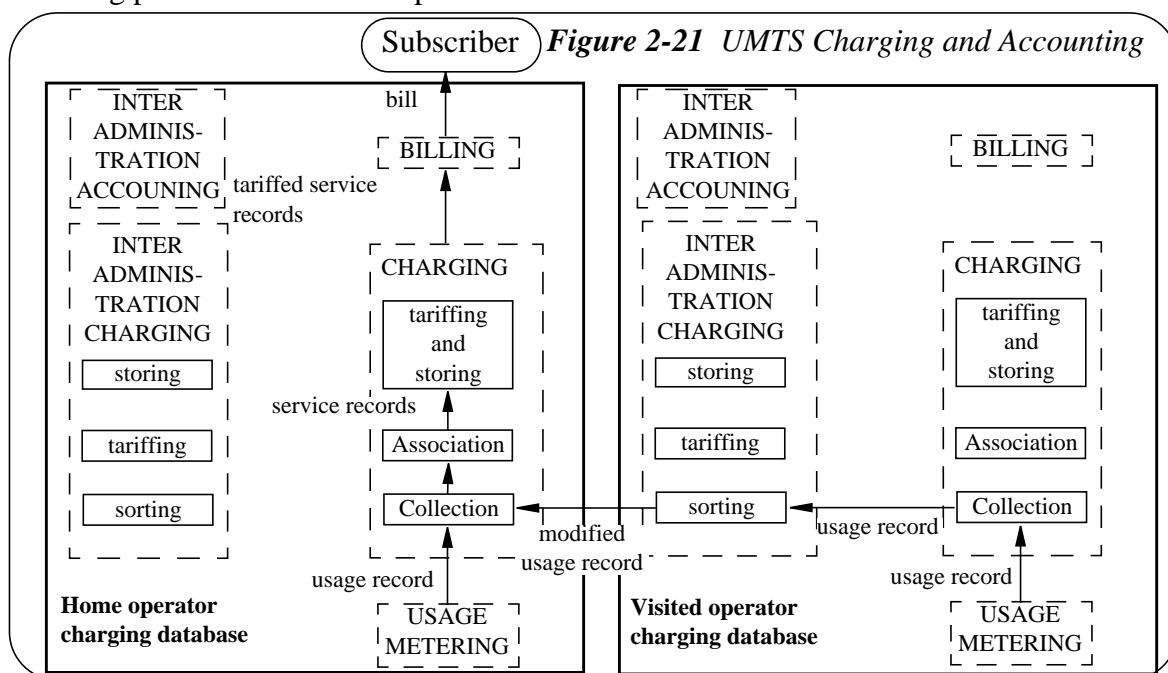 Subscriber
Figure 2-21 UMTS Charging and Accounting
bill
INTER
ADMINIS-
TRATION
ACCOUNING
BILLING
tariffed service
records
INTER
ADMINIS-
TRATION
CHARGING
storing
tariffing
sorting
CHARGING
tariffing
and
storing
service records
Association
Collection
usage record
USAGE
METERING
Home operator
charging database
modified
usage record
INTER
ADMINIS-
TRATION
ACCOUNING
BILLING
INTER
ADMINIS-
TRATION
CHARGING
storing
tariffing
sorting
CHARGING
tariffing
and
storing
Association
Collection
usage record
usage record
USAGE
METERING
Visited operator
charging database